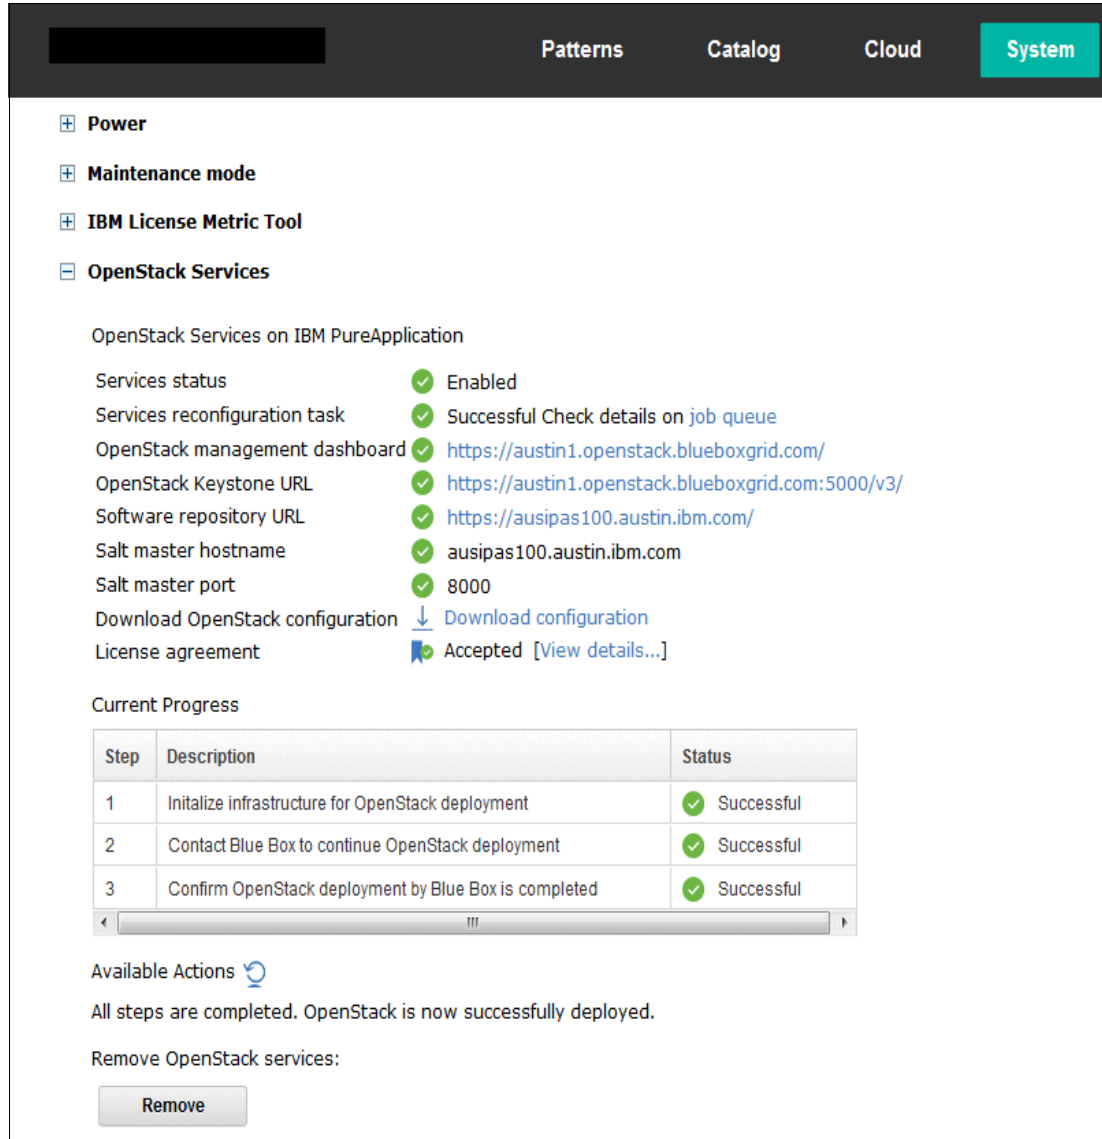 Patterns Catalog Cloud System
Power
Maintenance mode
IBM License Metric Tool
OpenStack Services
OpenStack Services on IBM PureApplication
Services status Enabled
Services reconfiguration task Successful Check details on job queue
OpenStack management dashboard https://austin1.openstack.blueboxgrid.com/
OpenStack Keystone URL https://austin1.openstack.blueboxgrid.com:5000/v3/
Software repository URL https://ausipas100.austin.ibm.com/
Salt master hostname ausipas100.austin.ibm.com
Salt master port 8000
Download OpenStack configuration Download configuration
License agreement Accepted [View details...]
Current Progress
Step Description Status
1 Initalize infrastructure for OpenStack deployment Successful
2 Contact Blue Box to continue OpenStack deployment Successful
3 Confirm OpenStack deployment by Blue Box is completed Successful
Available Actions
All steps are completed. OpenStack is now successfully deployed.
Remove OpenStack services:
Remove